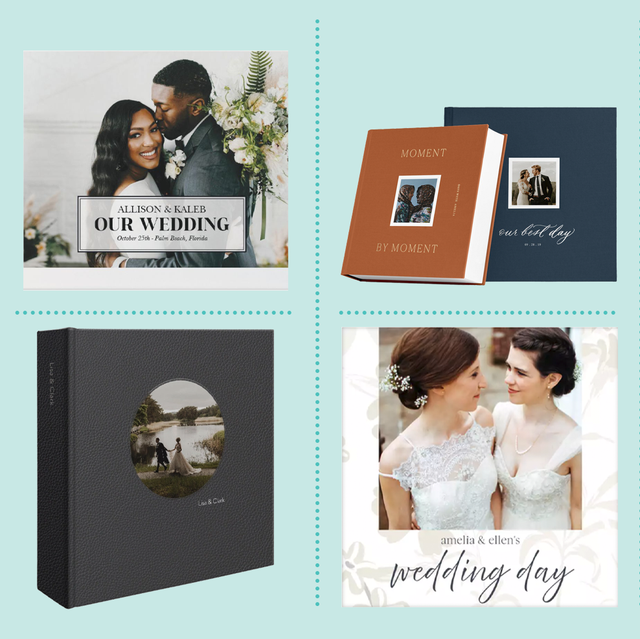 ALLISON & KALEB
OUR WEDDING
October 25th · Palm Beach, Florida
MOMENT
BY MOMENT
our best day
Lisa & Clark
Lisa & Clark
amelia & ellen's
wedding day